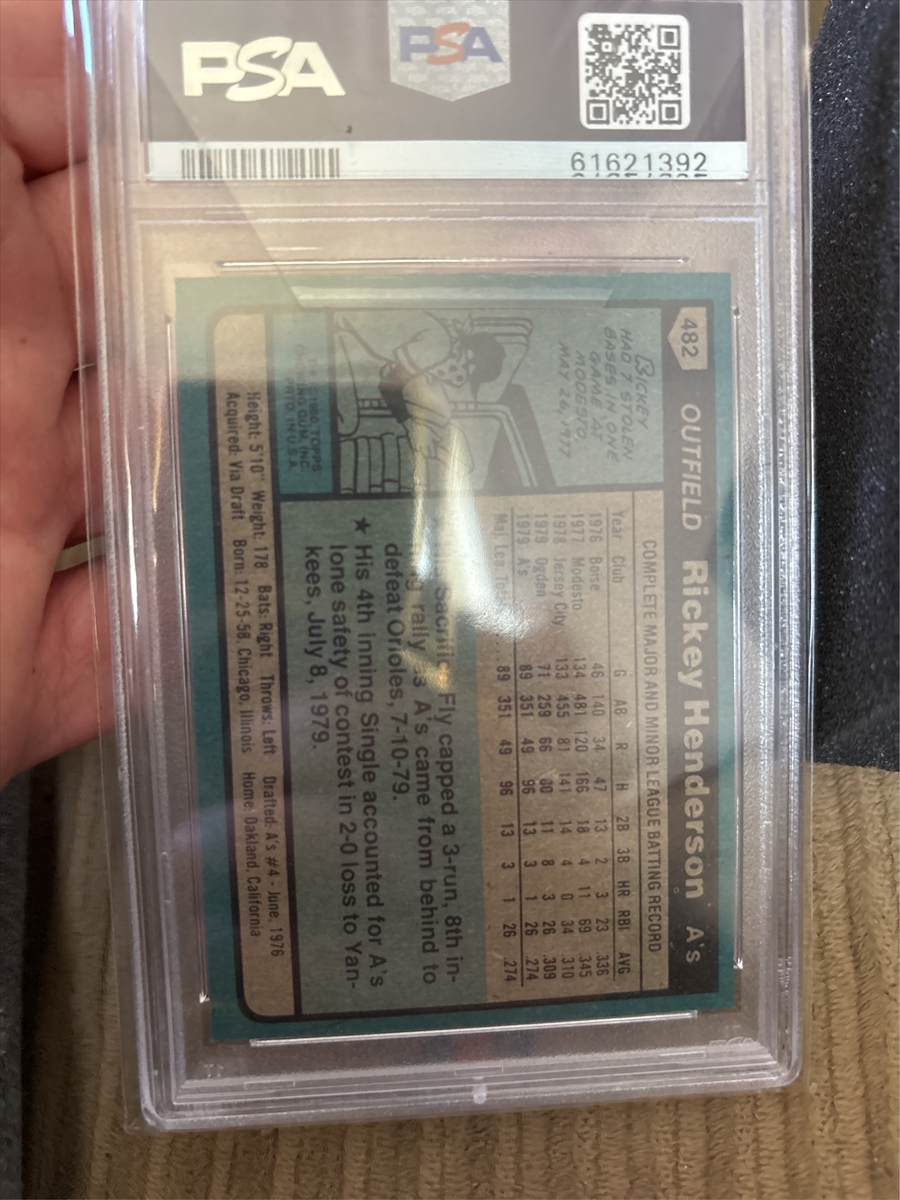 PSA
PSA
61621392
482 OUTFIELD Rickey Henderson A's
RICKEY
HAD 7 STOLEN
BASES IN ONE
GAME AT
MODESTO,
MAY 26, 1977
COMPLETE MAJOR AND MINOR LEAGUE BATTING RECORD
Year Club G AB R H 2B 3B HR RBI AVG
1976 Boise 46 140 34 47 13 2 3 23 .336
1977 Modesto 134 481 120 166 18 4 11 69 .345
1978 Jersey City 133 455 81 141 14 4 0 34 .310
1979 Ogden 71 259 66 80 11 8 3 26 .309
1979 A's 89 351 49 96 13 3 1 26 .274
Maj. Lea. 89 351 49 96 13 3 1 26 .274
Sacrifice Fly capped a 3-run, 8th in-
rally as A's came from behind to
defeat Orioles, 7-10-79.
★ His 4th inning Single accounted for A's
lone safety of contest in 2-0 loss to Yan-
kees, July 8, 1979.
1980, TOPPS
CHEWING GUM, INC.
PRTD. IN U.S.A.
Height: 5'10" Weight: 178 Bats: Right Throws: Left Drafted: A's #4 - June, 1976
Acquired: Via Draft Born: 12-25-58, Chicago, Illinois Home: Oakland, California